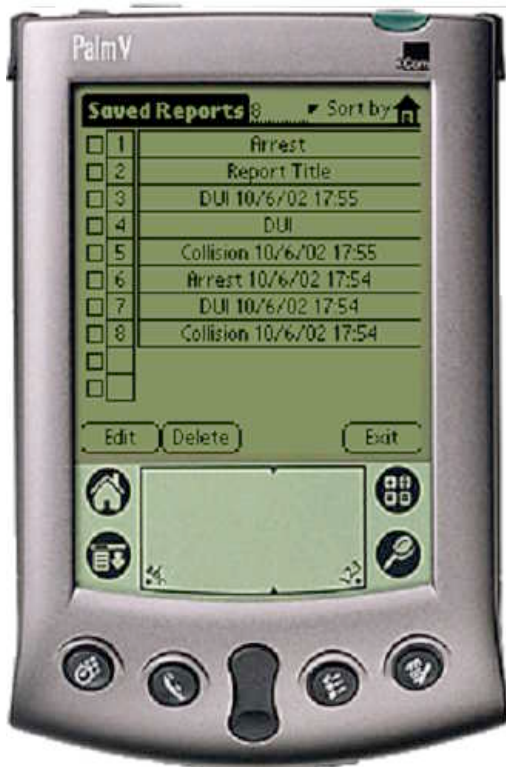 Palm V
3Com
Saved Reports 8 Sort by
1 Arrest
2 Report Title
3 DUI 10/6/02 17:55
4 DUI
5 Collision 10/6/02 17:55
6 Arrest 10/6/02 17:54
7 DUI 10/6/02 17:54
8 Collision 10/6/02 17:54
Edit Delete Exit